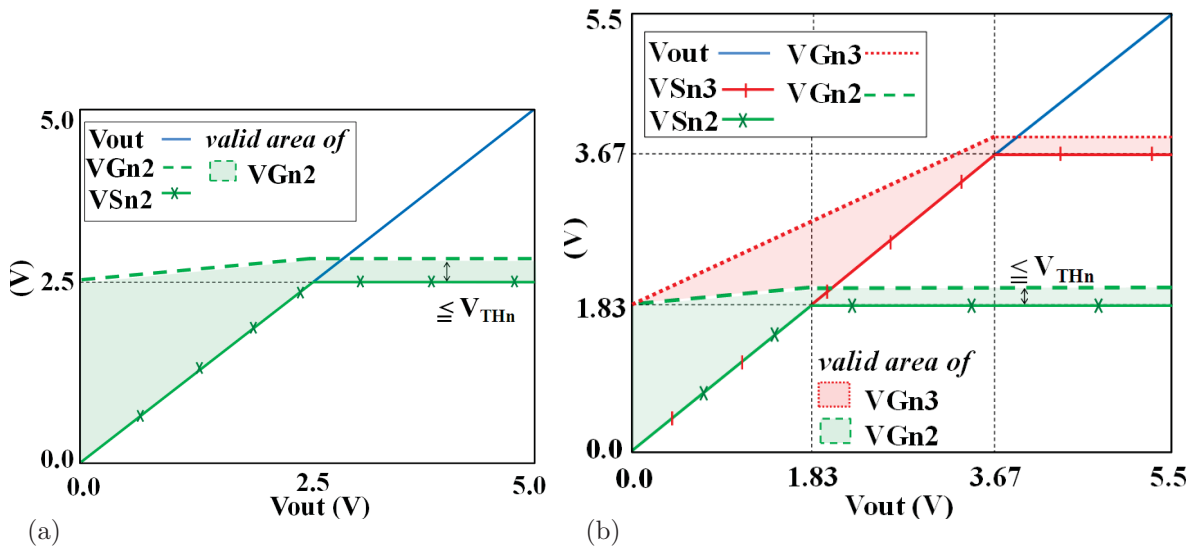 5.0
Vout
valid area of
VGn2
VGn2
VSn2
(V)
2.5
≦ VTHn
0.0
0.0
2.5
5.0
Vout (V)
(a)
5.5
Vout
VGn3
VSn3
VGn2
VSn2
3.67
(V)
≦ VTHn
1.83
valid area of
VGn3
VGn2
0.0
0.0
1.83
3.67
5.5
Vout (V)
(b)